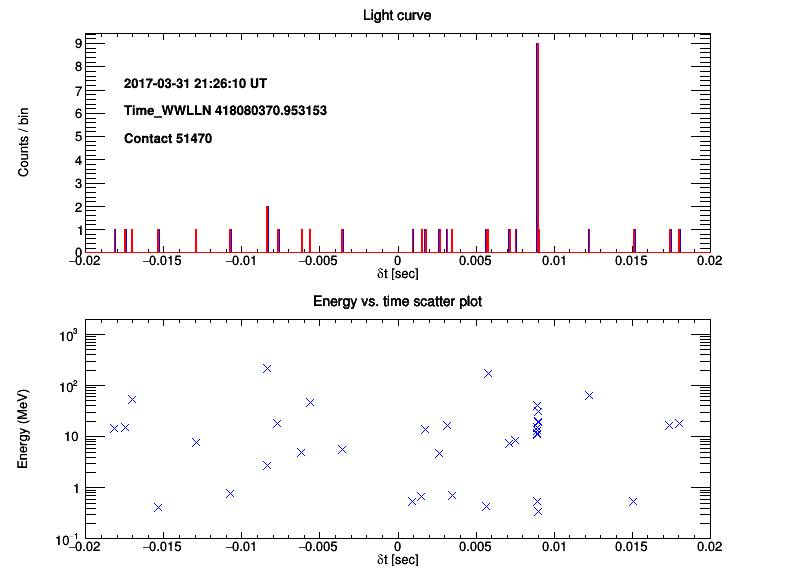 Light curve
Counts / bin
9
8
7
6
5
4
3
2
1
0
2017-03-31 21:26:10 UT
Time_WWLLN 418080370.953153
Contact 51470
−0.02 −0.015 −0.01 −0.005 0 0.005 0.01 0.015 0.02
δt [sec]
Energy vs. time scatter plot
Energy (MeV)
10³
10²
10
1
10⁻¹
−0.02 −0.015 −0.01 −0.005 0 0.005 0.01 0.015 0.02
δt [sec]